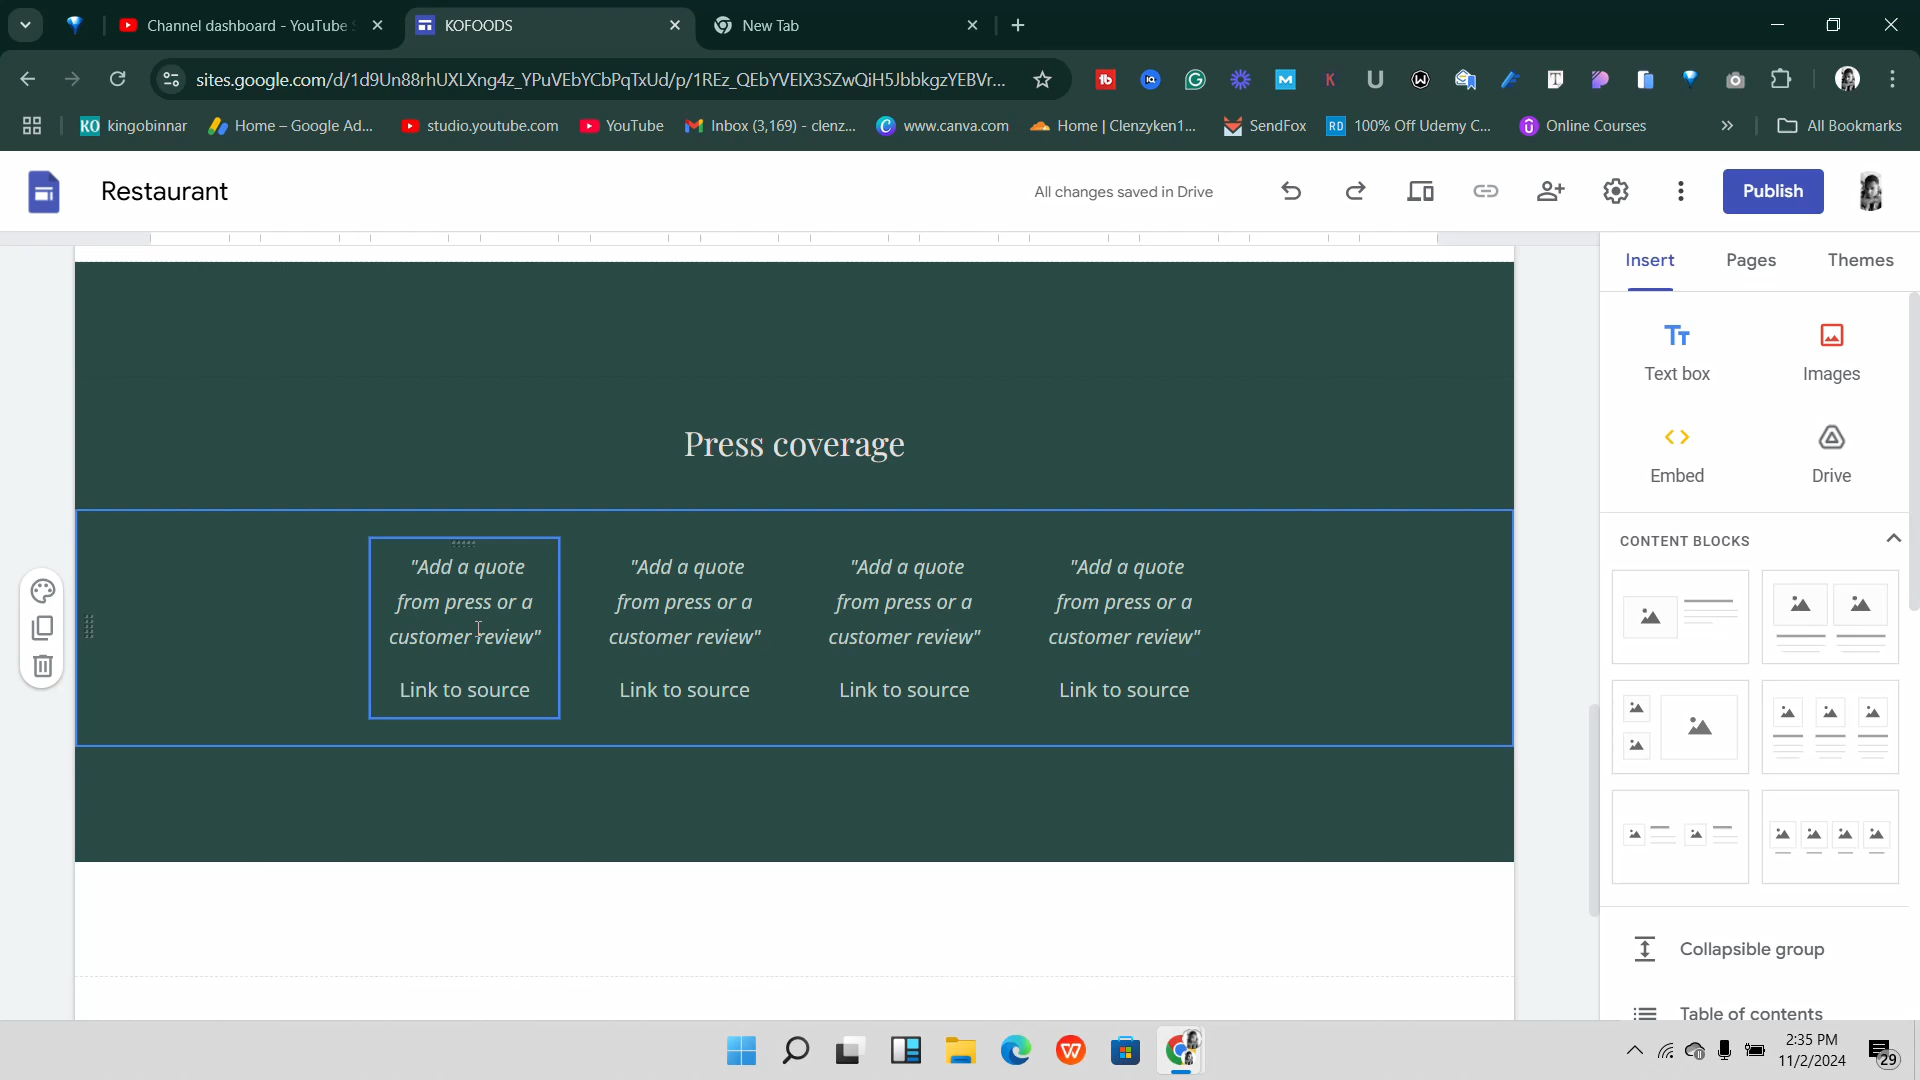 Channel dashboard - YouTube S
KOFOODS
New Tab
sites.google.com/d/1d9Un88rhUXLXng4z_YPuVEbYCbPqTxUd/p/1REz_QEbYVEIX3SZwQiH5JbbkgzYEBVr...
KO kingobinnar
Home – Google Ad...
studio.youtube.com
YouTube
Inbox (3,169) - clenz...
www.canva.com
Home | Clenzyken1...
SendFox
RD 100% Off Udemy C...
Online Courses
All Bookmarks
Restaurant
All changes saved in Drive
Publish
Insert
Pages
Themes
Text box
Images
Embed
Drive
CONTENT BLOCKS
Collapsible group
Table of contents
Press coverage
"Add a quote
from press or a
customer review"
Link to source
"Add a quote
from press or a
customer review"
Link to source
"Add a quote
from press or a
customer review"
Link to source
"Add a quote
from press or a
customer review"
Link to source
2:35 PM
11/2/2024
29